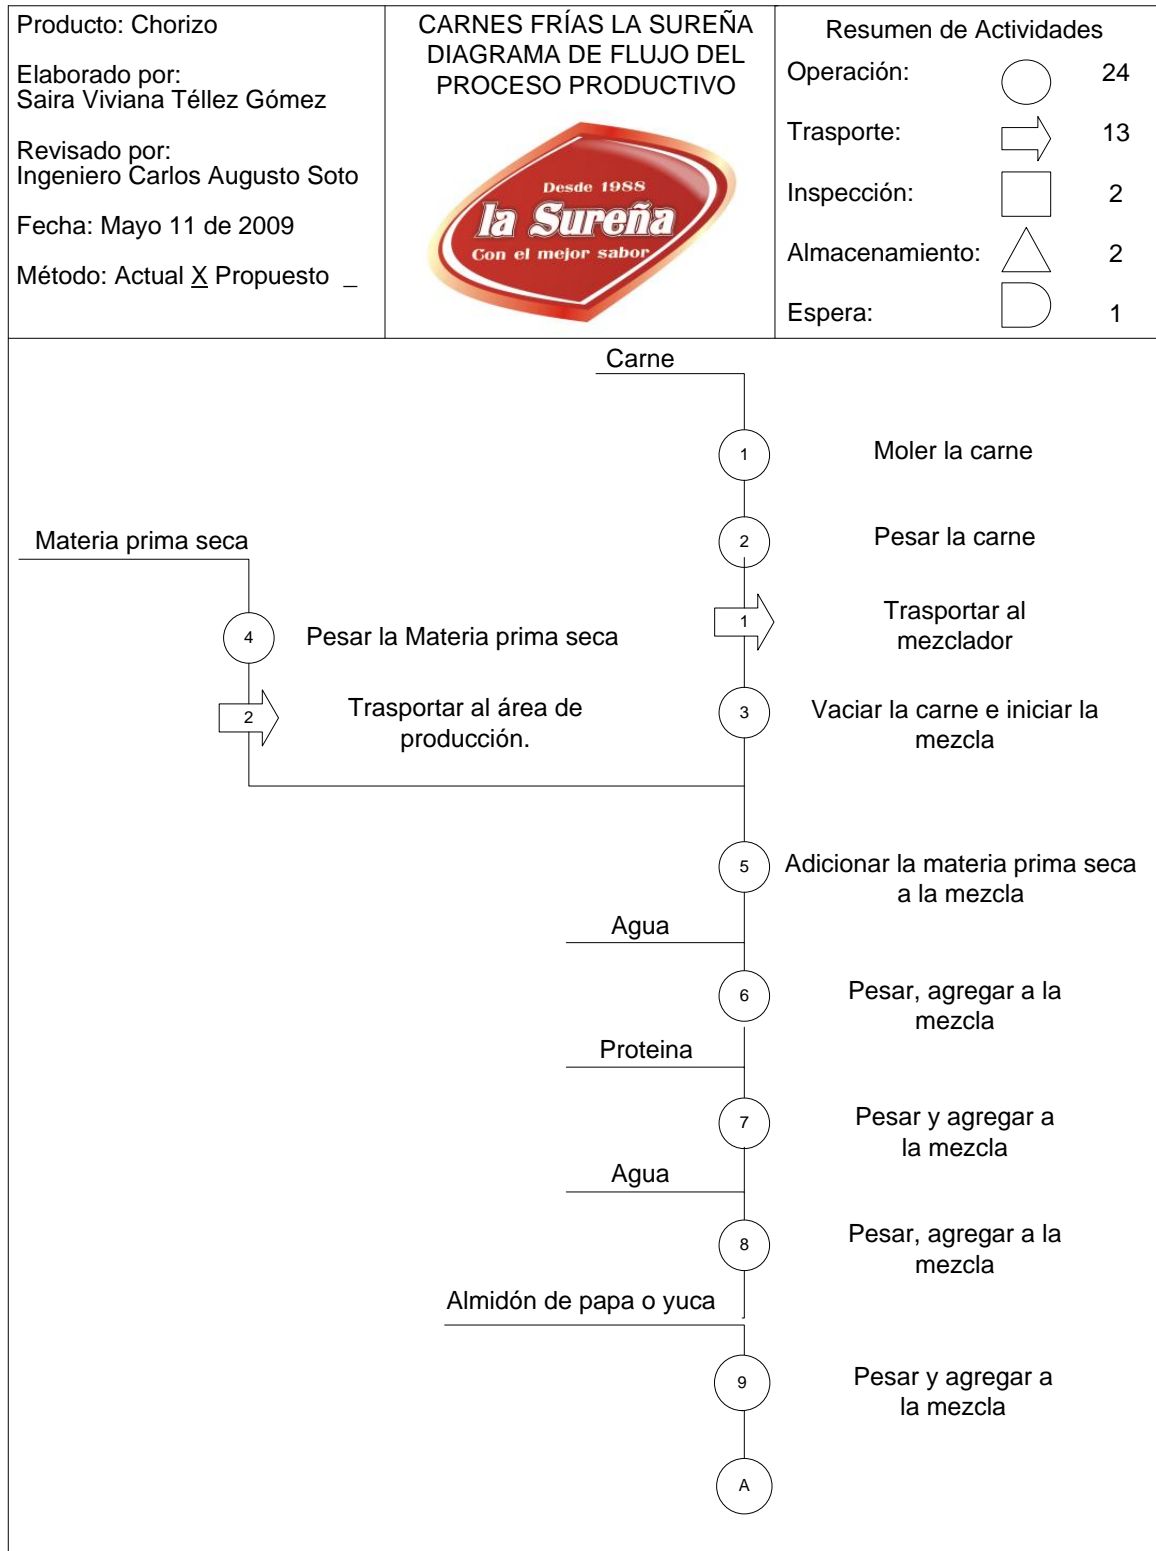 Producto: Chorizo
Elaborado por:
Saira Viviana Téllez Gómez
Revisado por:
Ingeniero Carlos Augusto Soto
Fecha: Mayo 11 de 2009
Método: Actual X Propuesto _
CARNES FRÍAS LA SUREÑA
DIAGRAMA DE FLUJO DEL
PROCESO PRODUCTIVO
Desde 1988
la Sureña
Con el mejor sabor
Resumen de Actividades
Operación: 24
Trasporte: 13
Inspección: 2
Almacenamiento: 2
Espera: 1
Carne
1 Moler la carne
2 Pesar la carne
Materia prima seca
1 Trasportar al
mezclador
4 Pesar la Materia prima seca
2 Trasportar al área de
producción.
3 Vaciar la carne e iniciar la
mezcla
5 Adicionar la materia prima seca
a la mezcla
Agua
6 Pesar, agregar a la
mezcla
Proteina
7 Pesar y agregar a
la mezcla
Agua
8 Pesar, agregar a la
mezcla
Almidón de papa o yuca
9 Pesar y agregar a
la mezcla
A